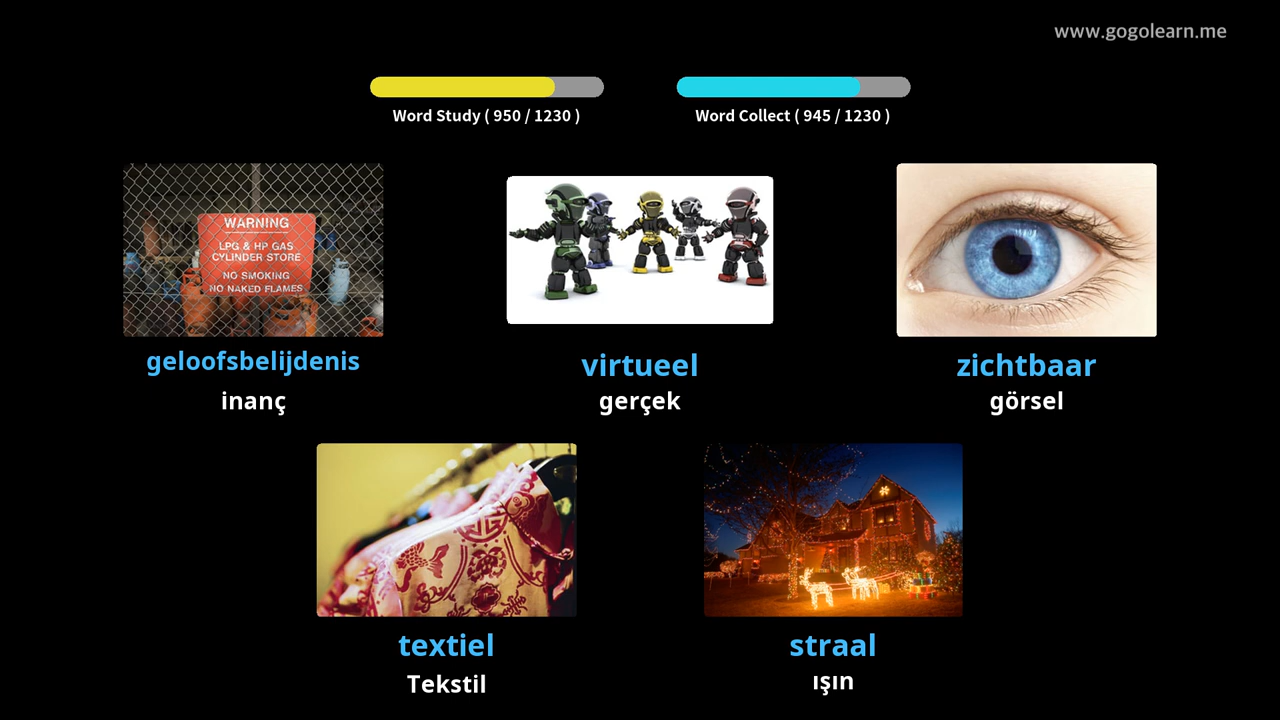 www.gogolearn.me
Word Study ( 950 / 1230 )
Word Collect ( 945 / 1230 )
WARNING
LPG & HP GAS
CYLINDER STORE
NO SMOKING
NO NAKED FLAMES
geloofsbelijdenis
inanç
virtueel
gerçek
zichtbaar
görsel
textiel
Tekstil
straal
ışın